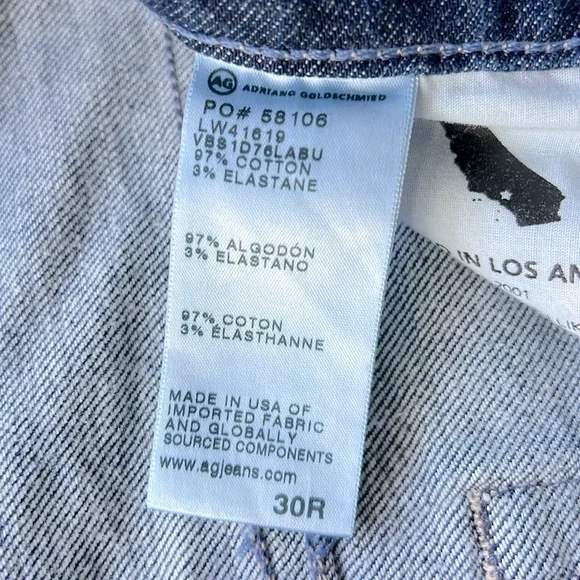 AG ADRIANO GOLDSCHMIED
PO# 58106
LW41619
VBS1D76LABU
97% COTTON
3% ELASTANE
97% ALGODÓN
3% ELASTANO
97% COTON
3% ÉLASTHANNE
MADE IN USA OF
IMPORTED FABRIC
AND GLOBALLY
SOURCED COMPONENTS
www.agjeans.com
30R
IN LOS AN
2001